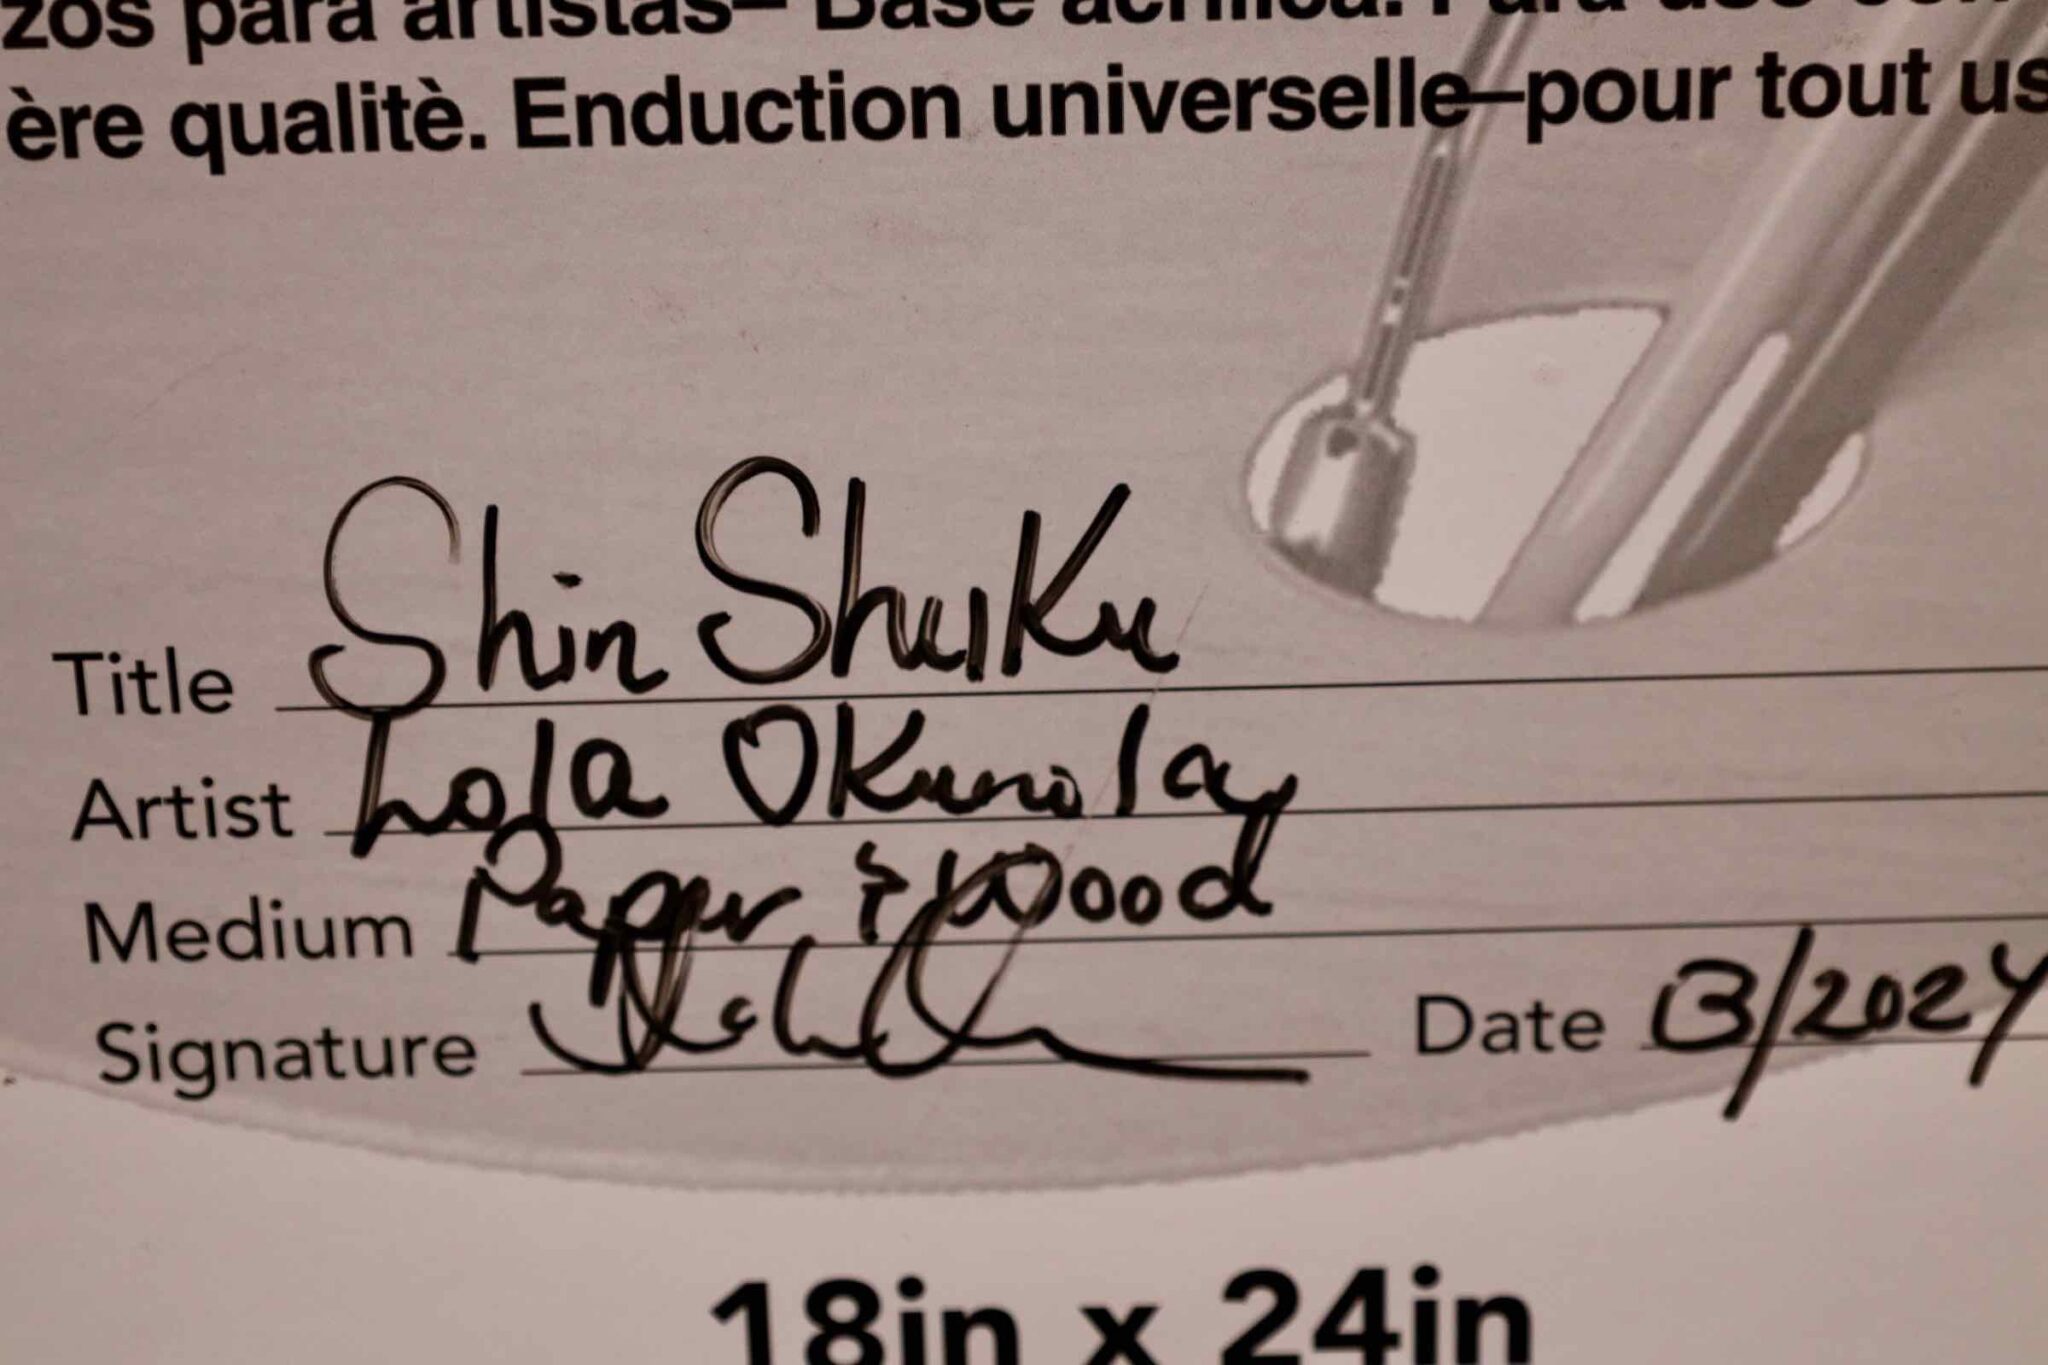 zos para artistas– Base acrílica. Para uso con
ère qualitè. Enduction universelle–pour tout us
Title Shin Shuku
Artist Lola Okunola
Medium Paper & Wood
Signature
Date 3/2024
18in x 24in